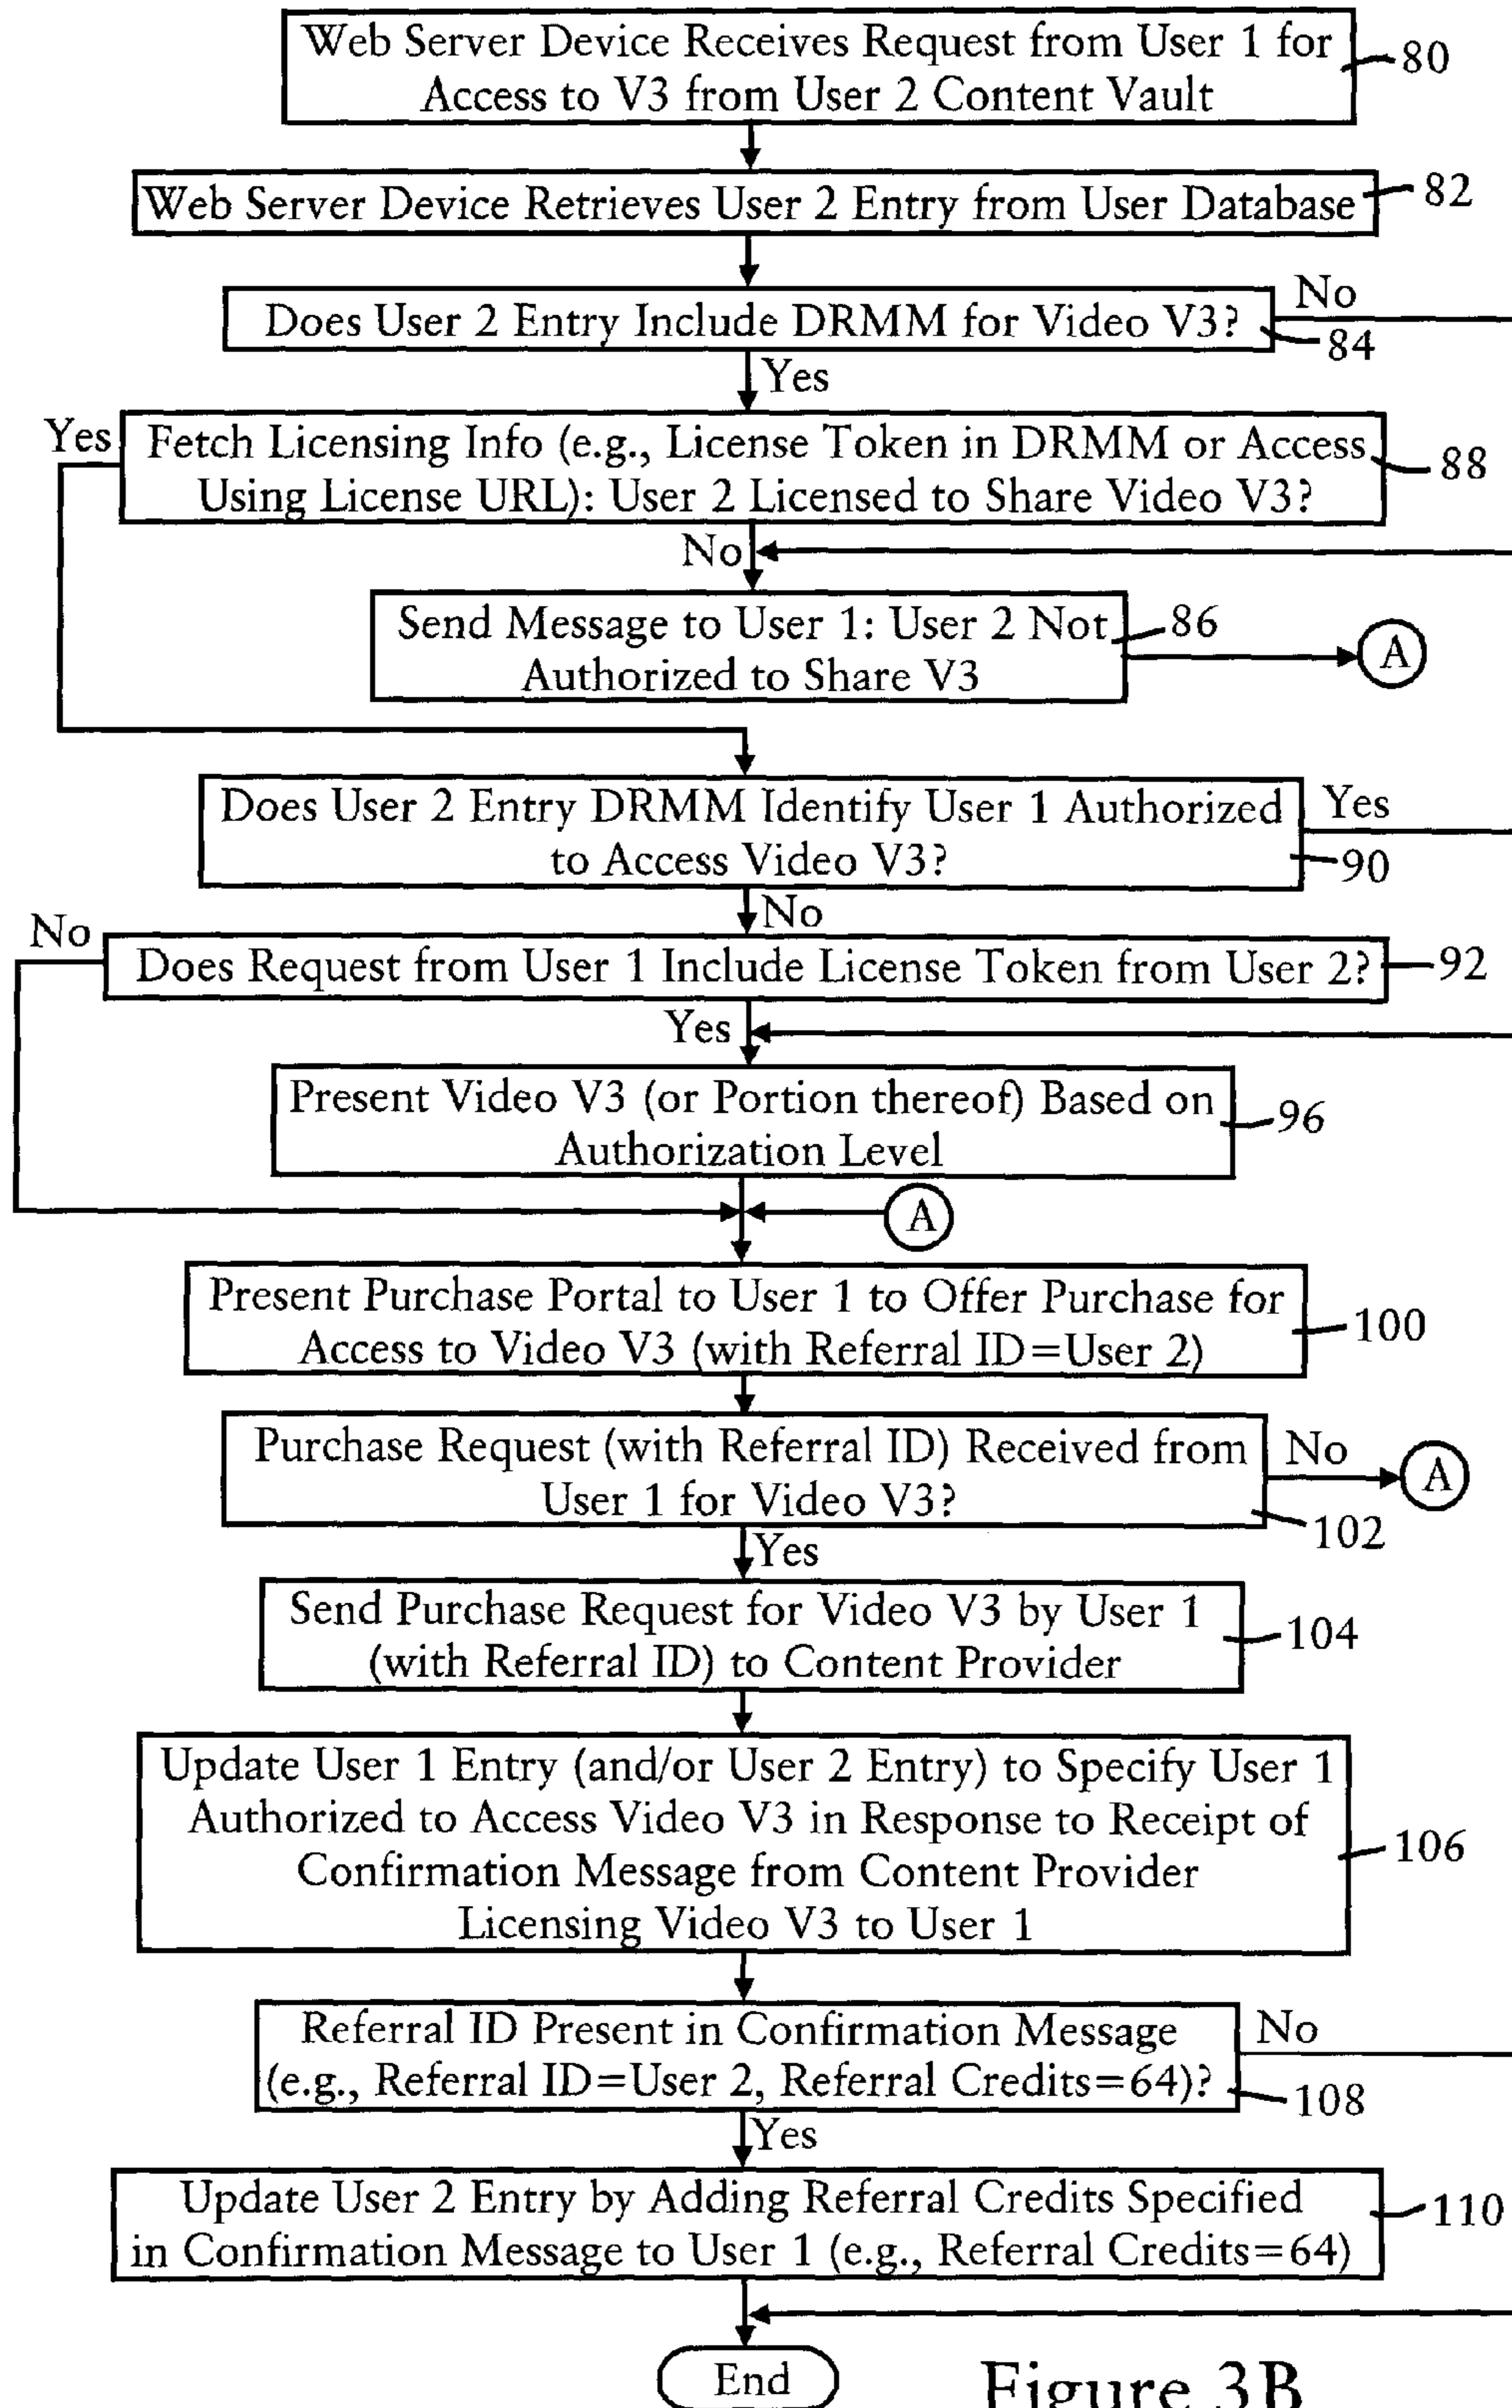 Web Server Device Receives Request from User 1 for
Access to V3 from User 2 Content Vault
80
Web Server Device Retrieves User 2 Entry from User Database
82
Does User 2 Entry Include DRMM for Video V3?
No
84
Yes
Yes
Fetch Licensing Info (e.g., License Token in DRMM or Access
Using License URL): User 2 Licensed to Share Video V3?
88
No
Send Message to User 1: User 2 Not
Authorized to Share V3
86
A
Does User 2 Entry DRMM Identify User 1 Authorized
to Access Video V3?
Yes
90
No
No
Does Request from User 1 Include License Token from User 2?
92
Yes
Present Video V3 (or Portion thereof) Based on
Authorization Level
96
A
Present Purchase Portal to User 1 to Offer Purchase for
Access to Video V3 (with Referral ID=User 2)
100
Purchase Request (with Referral ID) Received from
User 1 for Video V3?
No
A
102
Yes
Send Purchase Request for Video V3 by User 1
(with Referral ID) to Content Provider
104
Update User 1 Entry (and/or User 2 Entry) to Specify User 1
Authorized to Access Video V3 in Response to Receipt of
Confirmation Message from Content Provider
Licensing Video V3 to User 1
106
Referral ID Present in Confirmation Message
(e.g., Referral ID=User 2, Referral Credits=64)?
No
108
Yes
Update User 2 Entry by Adding Referral Credits Specified
in Confirmation Message to User 1 (e.g., Referral Credits=64)
110
End
Figure 3B